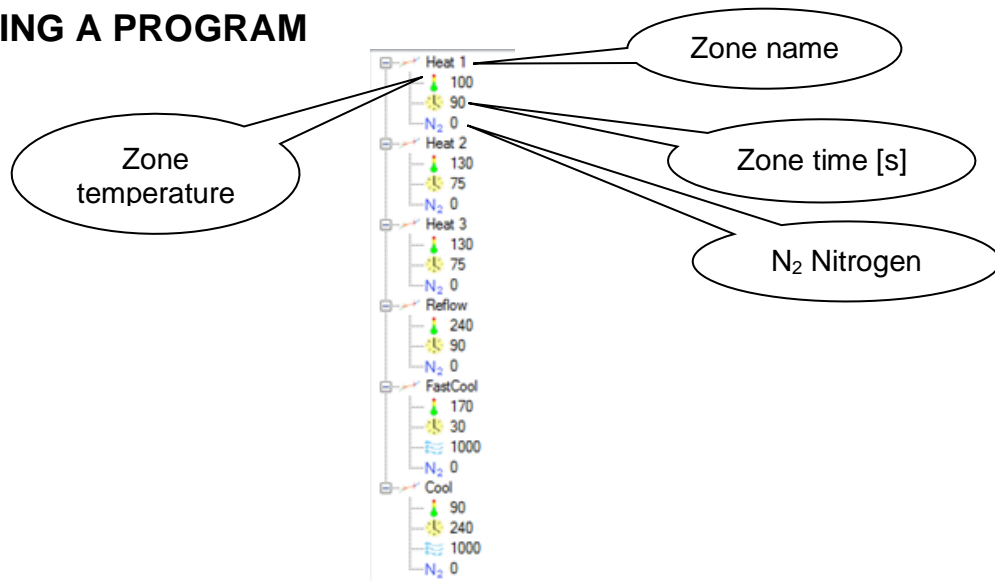 ING A PROGRAM
Zone name
Heat 1
100
90
N₂ 0
Zone
temperature
Zone time [s]
N₂ Nitrogen
Heat 2
130
75
N₂ 0
Heat 3
130
75
N₂ 0
Reflow
240
90
N₂ 0
FastCool
170
30
1000
N₂ 0
Cool
90
240
1000
N₂ 0